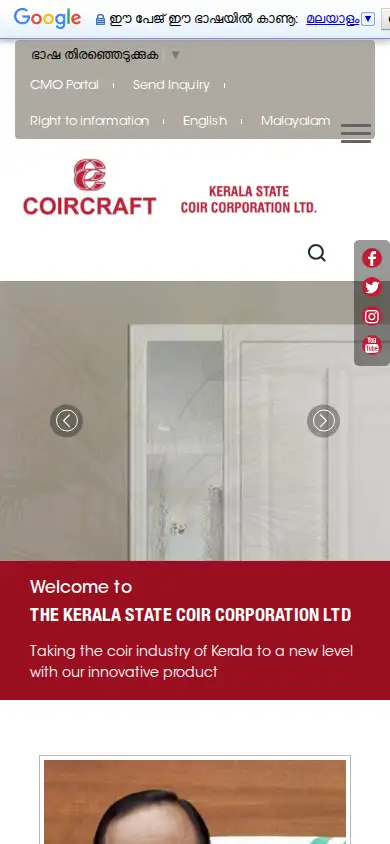 Google ഈ പേജ് ഈ ഭാഷയിൽ കാണൂ: മലയാളം
ഭാഷ തിരഞ്ഞെടുക്കുക ▼
CMO Portal
Send Inquiry
Right to information
English
Malayalam
COIRCRAFT
KERALA STATE
COIR CORPORATION LTD.
You
Tube
Welcome to
THE KERALA STATE COIR CORPORATION LTD
Taking the coir industry of Kerala to a new level
with our innovative product